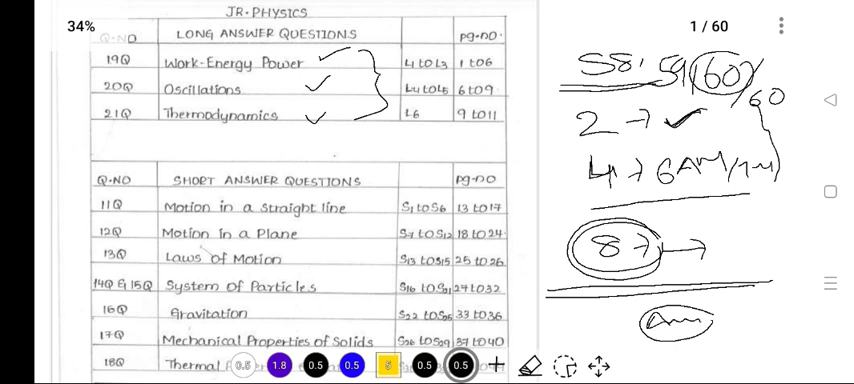 JR-PHYSICS
34%
1 / 60
Q-NO LONG ANSWER QUESTIONS pg-no.
19Q Work-Energy Power L1 to L3 1 to 6
20Q Oscillations L4 to L5 6 to 9
21Q Thermodynamics L6 9 to 11
Q-NO SHORT ANSWER QUESTIONS pg-no
11Q Motion in a straight line S1 to S6 13 to 17
12Q Motion in a Plane S7 to S12 18 to 24
13Q Laws of Motion S13 to S15 25 to 26
14Q & 15Q System of Particles S16 to S21 27 to 32
16Q Gravitation S22 to S25 33 to 36
17Q Mechanical Properties of Solids S26 to S29 37 to 40
18Q Thermal
0.5 1.8 0.5 0.5 5 0.5 0.5
58, 59, 60/60
2 →
4 → 6AM/
8 →